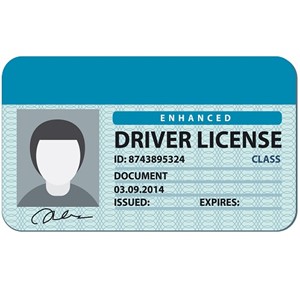 ENHANCED
DRIVER LICENSE
ID: 8743895324 CLASS
DOCUMENT
03.09.2014
ISSUED: EXPIRES: